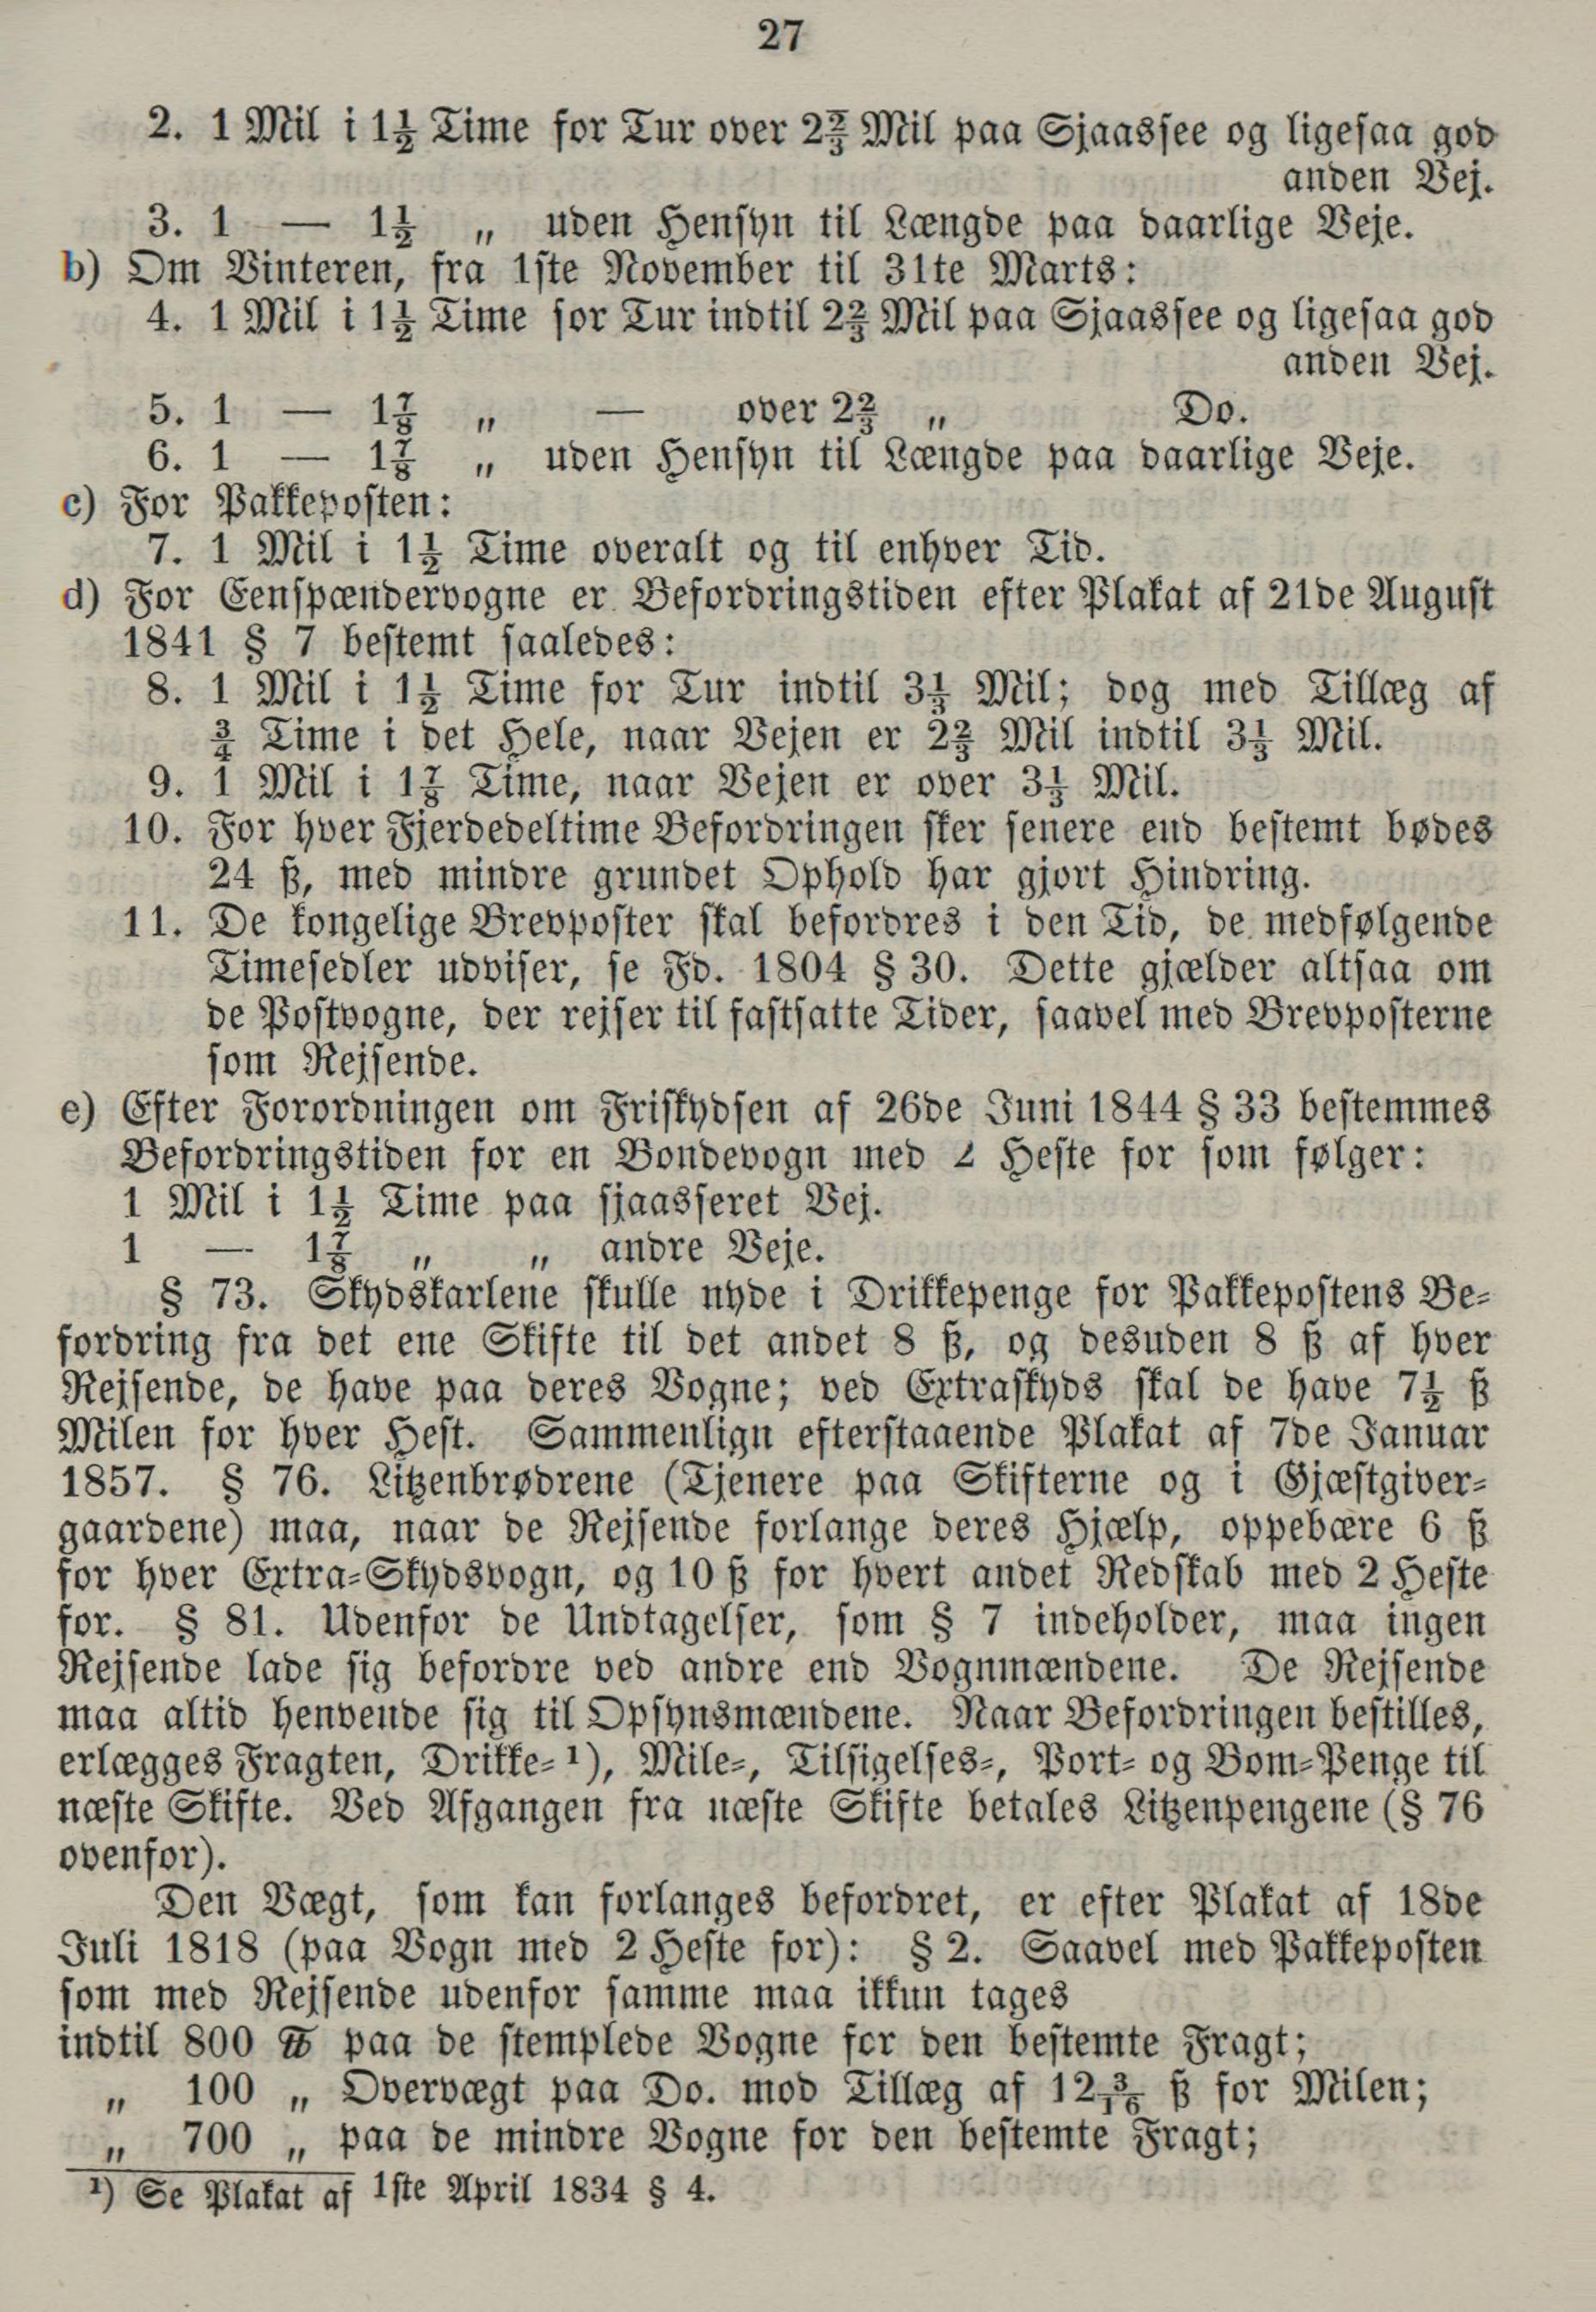 27
2. 1 Mil i 1½ Time for Tur over 2⅔ Mil paa Sjaassee og ligesaa god
anden Vej.
3. 1 — 1½ „ uden Hensyn til Længde paa daarlige Veje.
b) Om Vinteren, fra 1ste November til 31te Marts:
4. 1 Mil i 1½ Time for Tur indtil 2⅔ Mil paa Sjaassee og ligesaa god
anden Vej.
5. 1 — 1⅞ „ — over 2⅔ „ Do.
6. 1 — 1⅞ „ uden Hensyn til Længde paa daarlige Veje.
c) For Pakkeposten:
7. 1 Mil i 1½ Time overalt og til enhver Tid.
d) For Eenspændervogne er Befordringstiden efter Plakat af 21de August
1841 § 7 bestemt saaledes:
8. 1 Mil i 1½ Time for Tur indtil 3⅓ Mil; dog med Tillæg af
¾ Time i det Hele, naar Vejen er 2⅔ Mil indtil 3⅓ Mil.
9. 1 Mil i 1⅞ Time, naar Vejen er over 3⅓ Mil.
10. For hver Fjerdedeltime Befordringen sker senere end bestemt bødes
24 ß, med mindre grundet Ophold har gjort Hindring.
11. De kongelige Brevposter skal befordres i den Tid, de medfølgende
Timesedler udviser, se Fd. 1804 § 30. Dette gjælder altsaa om
de Postvogne, der rejser til fastsatte Tider, saavel med Brevposterne
som Rejsende.
e) Efter Forordningen om Friskydsen af 26de Juni 1844 § 33 bestemmes
Befordringstiden for en Bondevogn med 2 Heste for som følger:
1 Mil i 1½ Time paa sjaasseret Vej.
1 — 1⅞ „ „ andre Veje.
§ 73. Skydskarlene skulle nyde i Drikkepenge for Pakkepostens Be-
fordring fra det ene Skifte til det andet 8 ß, og desuden 8 ß af hver
Rejsende, de have paa deres Vogne; ved Extraskyds skal de have 7½ ß
Milen for hver Hest. Sammenlign efterstaaende Plakat af 7de Januar
1857. § 76. Litzenbrødrene (Tjenere paa Skifterne og i Gjæstgiver-
gaardene) maa, naar de Rejsende forlange deres Hjælp, oppebære 6 ß
for hver Extra-Skydsvogn, og 10 ß for hvert andet Redskab med 2 Heste
for. § 81. Udenfor de Undtagelser, som § 7 indeholder, maa ingen
Rejsende lade sig befordre ved andre end Vognmændene. De Rejsende
maa altid henvende sig til Opsynsmændene. Naar Befordringen bestilles,
erlægges Fragten, Drikke-¹), Mile-, Tilsigelses-, Port- og Bom-Penge til
næste Skifte. Ved Afgangen fra næste Skifte betales Litzenpengene (§ 76
ovenfor).
Den Vægt, som kan forlanges befordret, er efter Plakat af 18de
Juli 1818 (paa Vogn med 2 Heste for): § 2. Saavel med Pakkeposten
som med Rejsende udenfor samme maa ikkun tages
indtil 800 ℔ paa de stemplede Vogne for den bestemte Fragt;
„ 100 „ Overvægt paa Do. mod Tillæg af 12 3/16 ß for Milen;
„ 700 „ paa de mindre Vogne for den bestemte Fragt;
¹) Se Plakat af 1ste April 1834 § 4.